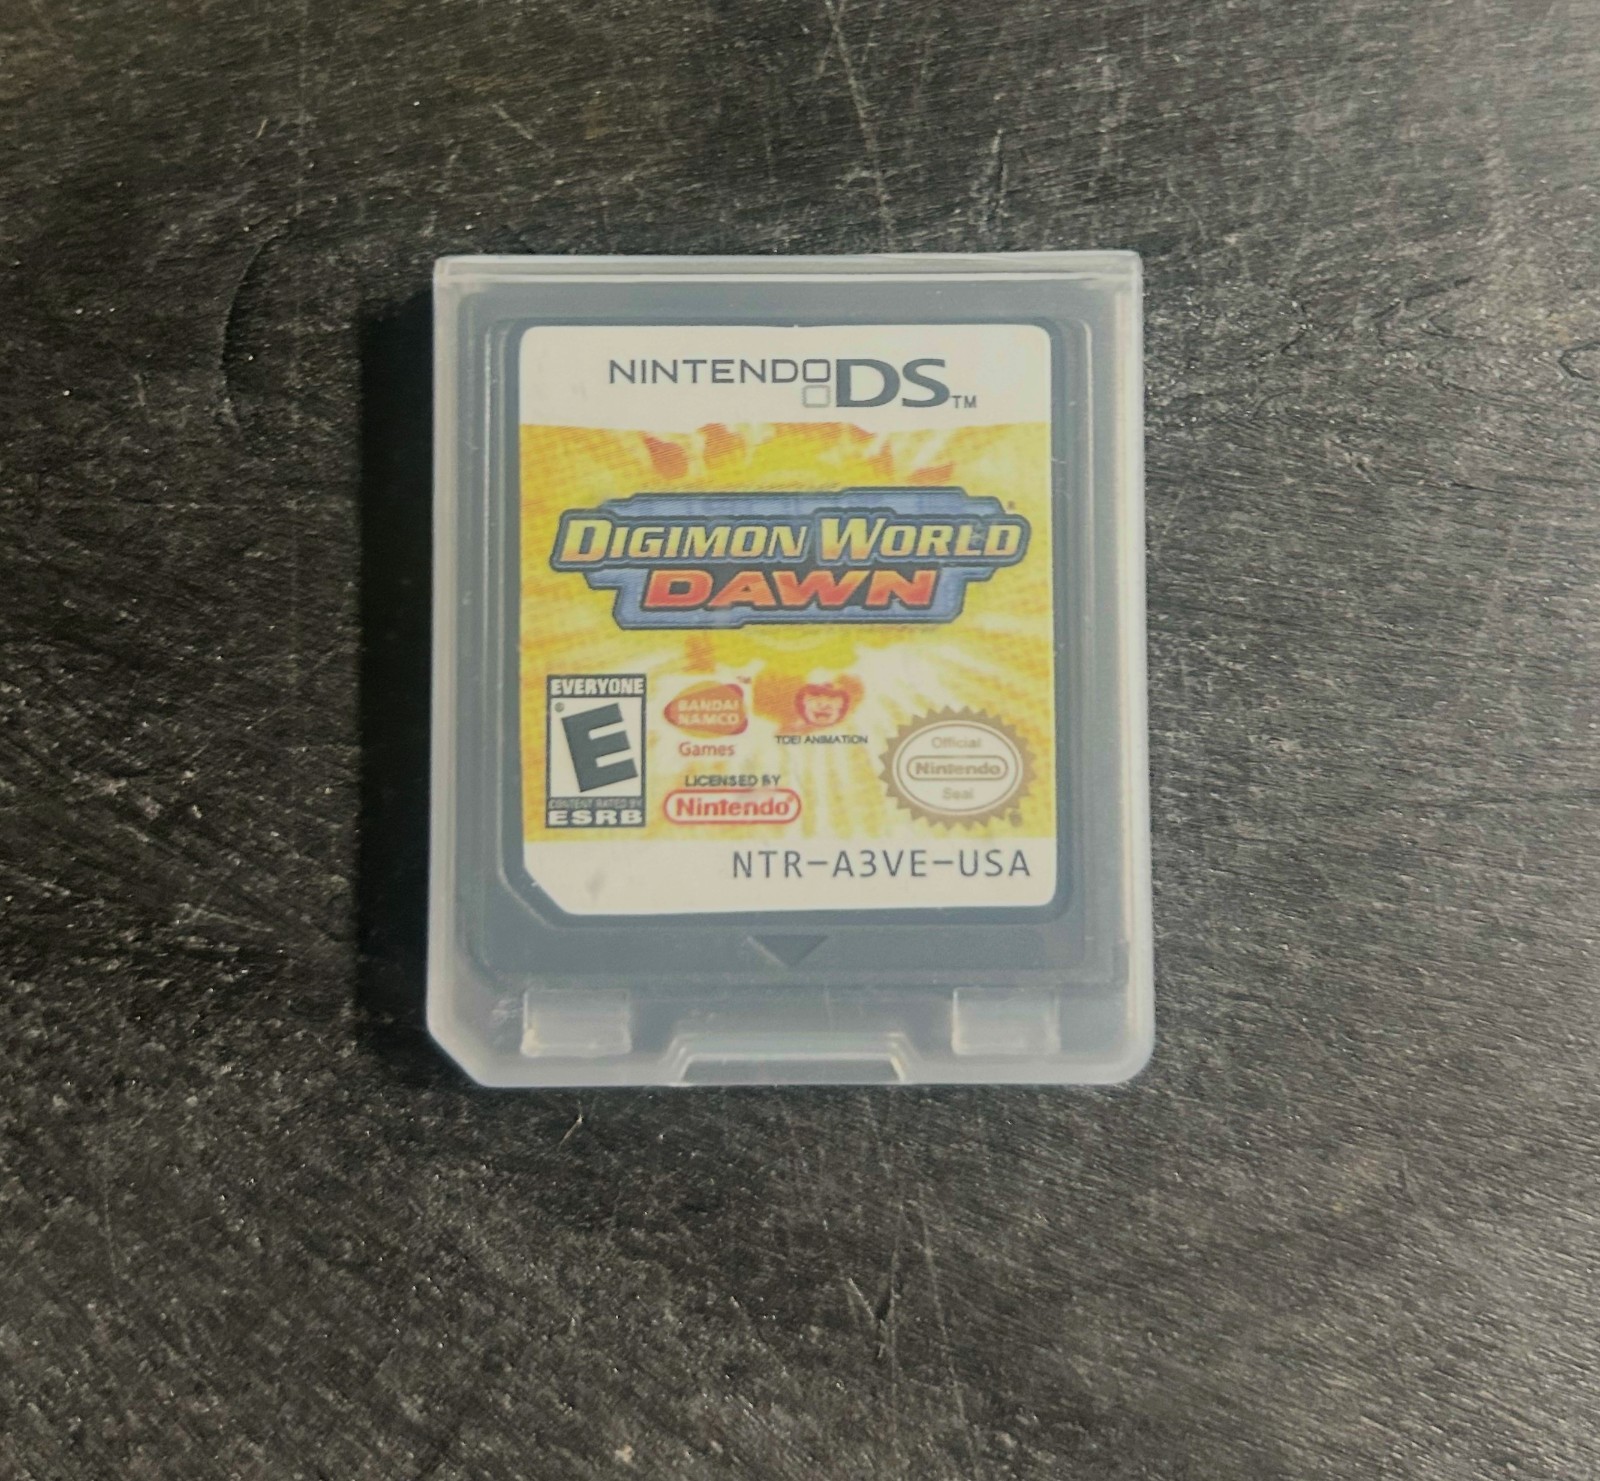 NINTENDO DS™
DIGIMON WORLD®
DAWN
EVERYONE
E
®
CONTENT RATED BY
ESRB
BANDAI
NAMCO
™
Games
TOEI ANIMATION
LICENSED BY
Nintendo®
Official
Nintendo
Seal
NTR-A3VE-USA